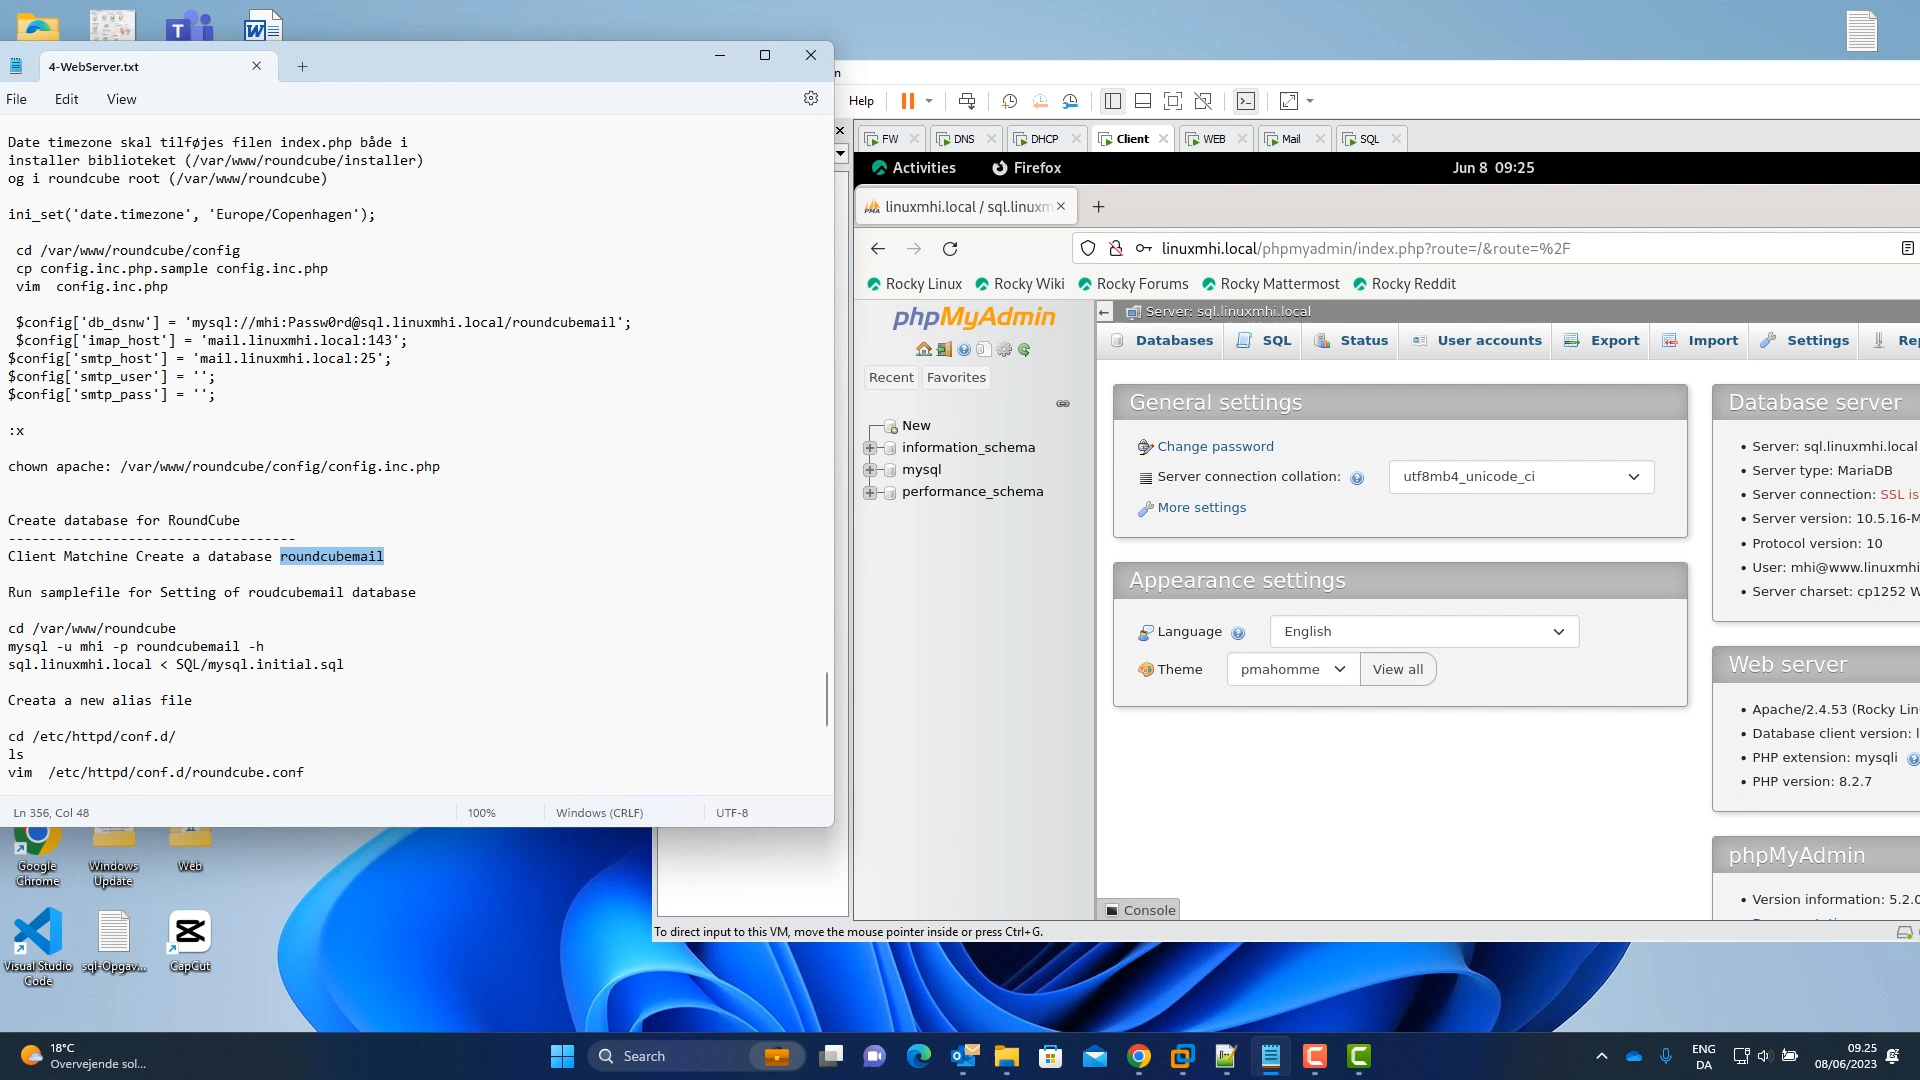 4-WebServer.txt
File
Edit
View
Date timezone skal tilføjes filen index.php både i
installer biblioteket (/var/www/roundcube/installer)
og i roundcube root (/var/www/roundcube)
ini_set('date.timezone', 'Europe/Copenhagen');
cd /var/www/roundcube/config
cp config.inc.php.sample config.inc.php
vim  config.inc.php
$config['db_dsnw'] = 'mysql://mhi:Passw0rd@sql.linuxmhi.local/roundcubemail';
$config['imap_host'] = 'mail.linuxmhi.local:143';
$config['smtp_host'] = 'mail.linuxmhi.local:25';
$config['smtp_user'] = '';
$config['smtp_pass'] = '';
:x
chown apache: /var/www/roundcube/config/config.inc.php
Create database for RoundCube
------------------------------------
Client Matchine Create a database roundcubemail
Run samplefile for Setting of roudcubemail database
cd /var/www/roundcube
mysql -u mhi -p roundcubemail -h
sql.linuxmhi.local < SQL/mysql.initial.sql
Creata a new alias file
cd /etc/httpd/conf.d/
ls
vim  /etc/httpd/conf.d/roundcube.conf
Ln 356, Col 48
100%
Windows (CRLF)
UTF-8
Help
FW
DNS
DHCP
Client
WEB
Mail
SQL
Activities
Firefox
Jun 8 09:25
linuxmhi.local / sql.linuxm
linuxmhi.local/phpmyadmin/index.php?route=/&route=%2F
Rocky Linux
Rocky Wiki
Rocky Forums
Rocky Mattermost
Rocky Reddit
phpMyAdmin
Recent
Favorites
New
information_schema
mysql
performance_schema
Server: sql.linuxmhi.local
Databases
SQL
Status
User accounts
Export
Import
Settings
Re
General settings
Change password
Server connection collation:
utf8mb4_unicode_ci
More settings
Appearance settings
Language
English
Theme
pmahomme
View all
Database server
Server: sql.linuxmhi.local
Server type: MariaDB
Server connection: SSL is
Server version: 10.5.16-M
Protocol version: 10
User: mhi@www.linuxmhi
Server charset: cp1252 W
Web server
Apache/2.4.53 (Rocky Lin
Database client version: l
PHP extension: mysqli
PHP version: 8.2.7
phpMyAdmin
Version information: 5.2.0
Console
To direct input to this VM, move the mouse pointer inside or press Ctrl+G.
Google Chrome
Windows Update
Web
Visual Studio Code
sql-Opgav...
CapCut
18°C
Overvejende sol...
Search
ENG
DA
09.25
08/06/2023